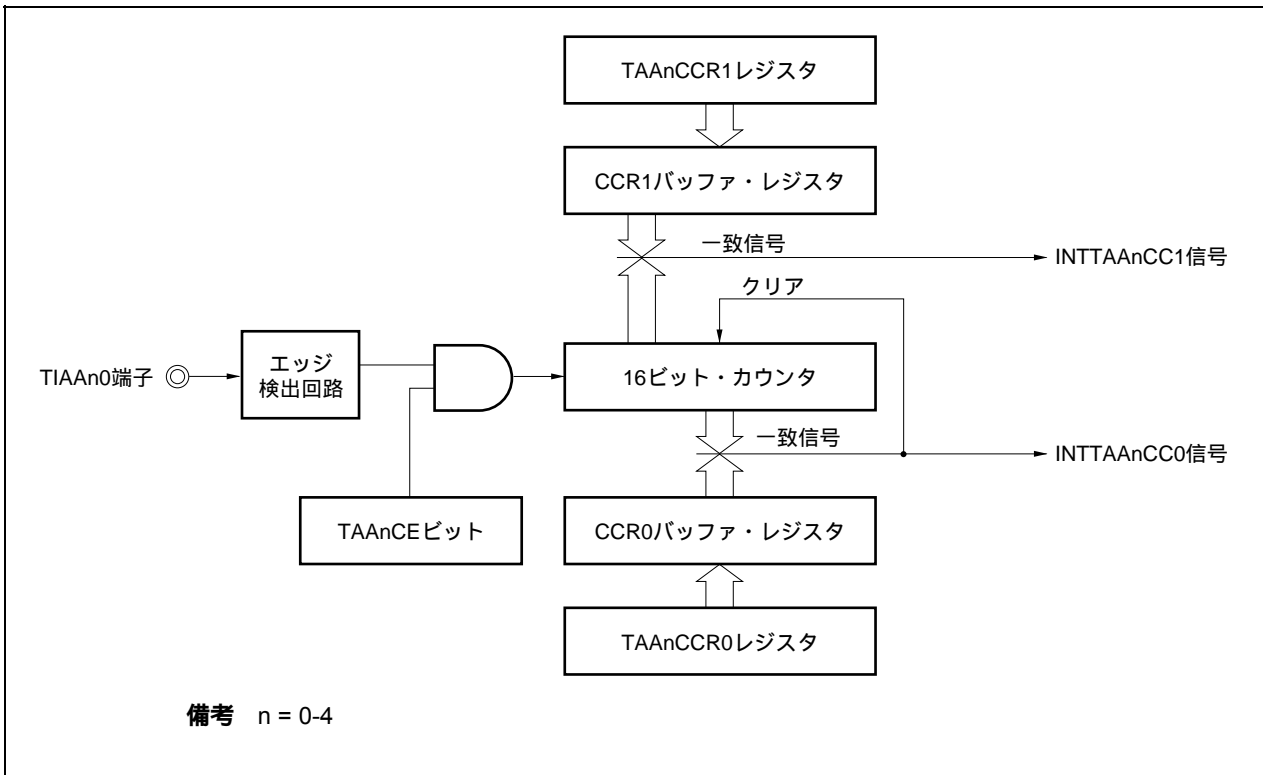 TAAnCCR1レジスタ
CCR1バッファ・レジスタ
一致信号
INTTAAnCC1信号
クリア
TIAAn0端子
エッジ
検出回路
16ビット・カウンタ
一致信号
INTTAAnCC0信号
TAAnCEビット
CCR0バッファ・レジスタ
TAAnCCR0レジスタ
備考 n = 0-4